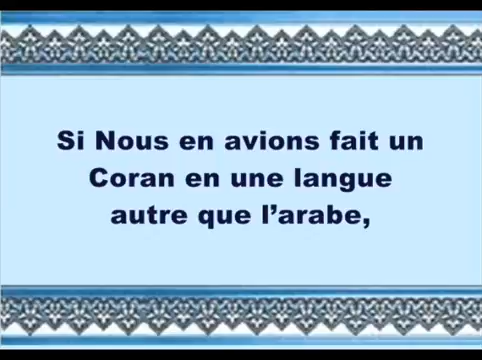 Si Nous en avions fait un
Coran en une langue
autre que l’arabe,